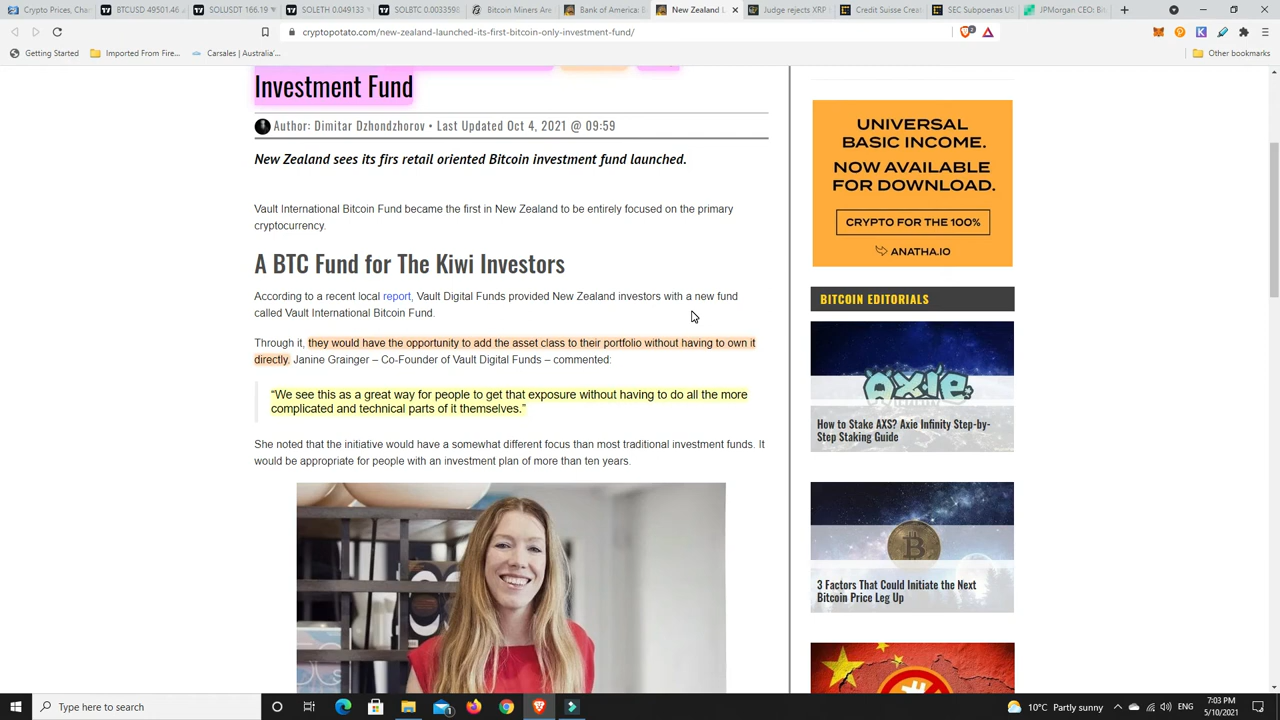 Crypto Prices, Cha
BTCUSD 49501.46
SOLUSDT 166.19
SOLETH 0.049133
SOLBTC 0.0033598
Bitcoin Miners Are
Bank of America: B
New Zealand L
Judge rejects XRP
Credit Suisse Crea
SEC Subpoenas US
JPMorgan CEO: Bi
cryptopotato.com/new-zealand-launched-its-first-bitcoin-only-investment-fund/
Getting Started
Imported From Fire...
Carsales | Australia'...
Other bookmarks
Investment Fund
Author: Dimitar Dzhondzhorov • Last Updated Oct 4, 2021 @ 09:59
New Zealand sees its firs retail oriented Bitcoin investment fund launched.
Vault International Bitcoin Fund became the first in New Zealand to be entirely focused on the primary
cryptocurrency.
A BTC Fund for The Kiwi Investors
According to a recent local report, Vault Digital Funds provided New Zealand investors with a new fund
called Vault International Bitcoin Fund.
Through it, they would have the opportunity to add the asset class to their portfolio without having to own it
directly. Janine Grainger – Co-Founder of Vault Digital Funds – commented:
“We see this as a great way for people to get that exposure without having to do all the more
complicated and technical parts of it themselves.”
She noted that the initiative would have a somewhat different focus than most traditional investment funds. It
would be appropriate for people with an investment plan of more than ten years.
UNIVERSAL
BASIC INCOME.
NOW AVAILABLE
FOR DOWNLOAD.
CRYPTO FOR THE 100%
ANATHA.IO
BITCOIN EDITORIALS
AXIE
How to Stake AXS? Axie Infinity Step-by-
Step Staking Guide
3 Factors That Could Initiate the Next
Bitcoin Price Leg Up
Type here to search
10°C Partly sunny
ENG
7:03 PM
5/10/2021